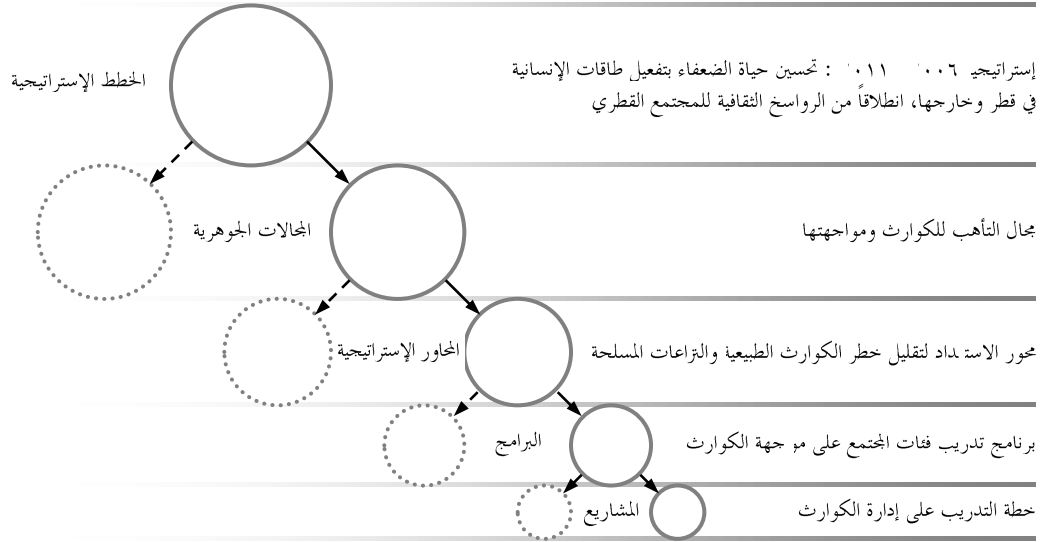 إستراتيجية ٢٠٠٦ ٢٠١١ : تحسين حياة الضعفاء بتفعيل طاقات الإنسانية
في قطر وخارجها، انطلاقاً من الرواسخ الثقافية للمجتمع القطري
الخطط الإستراتيجية
مجال التأهب للكوارث ومواجهتها
المجالات الجوهرية
محور الاستعداد لتقليل خطر الكوارث الطبيعية والنزاعات المسلحة
المحاور الإستراتيجية
برنامج تدريب فئات المجتمع على مواجهة الكوارث
البرامج
خطة التدريب على إدارة الكوارث
المشاريع